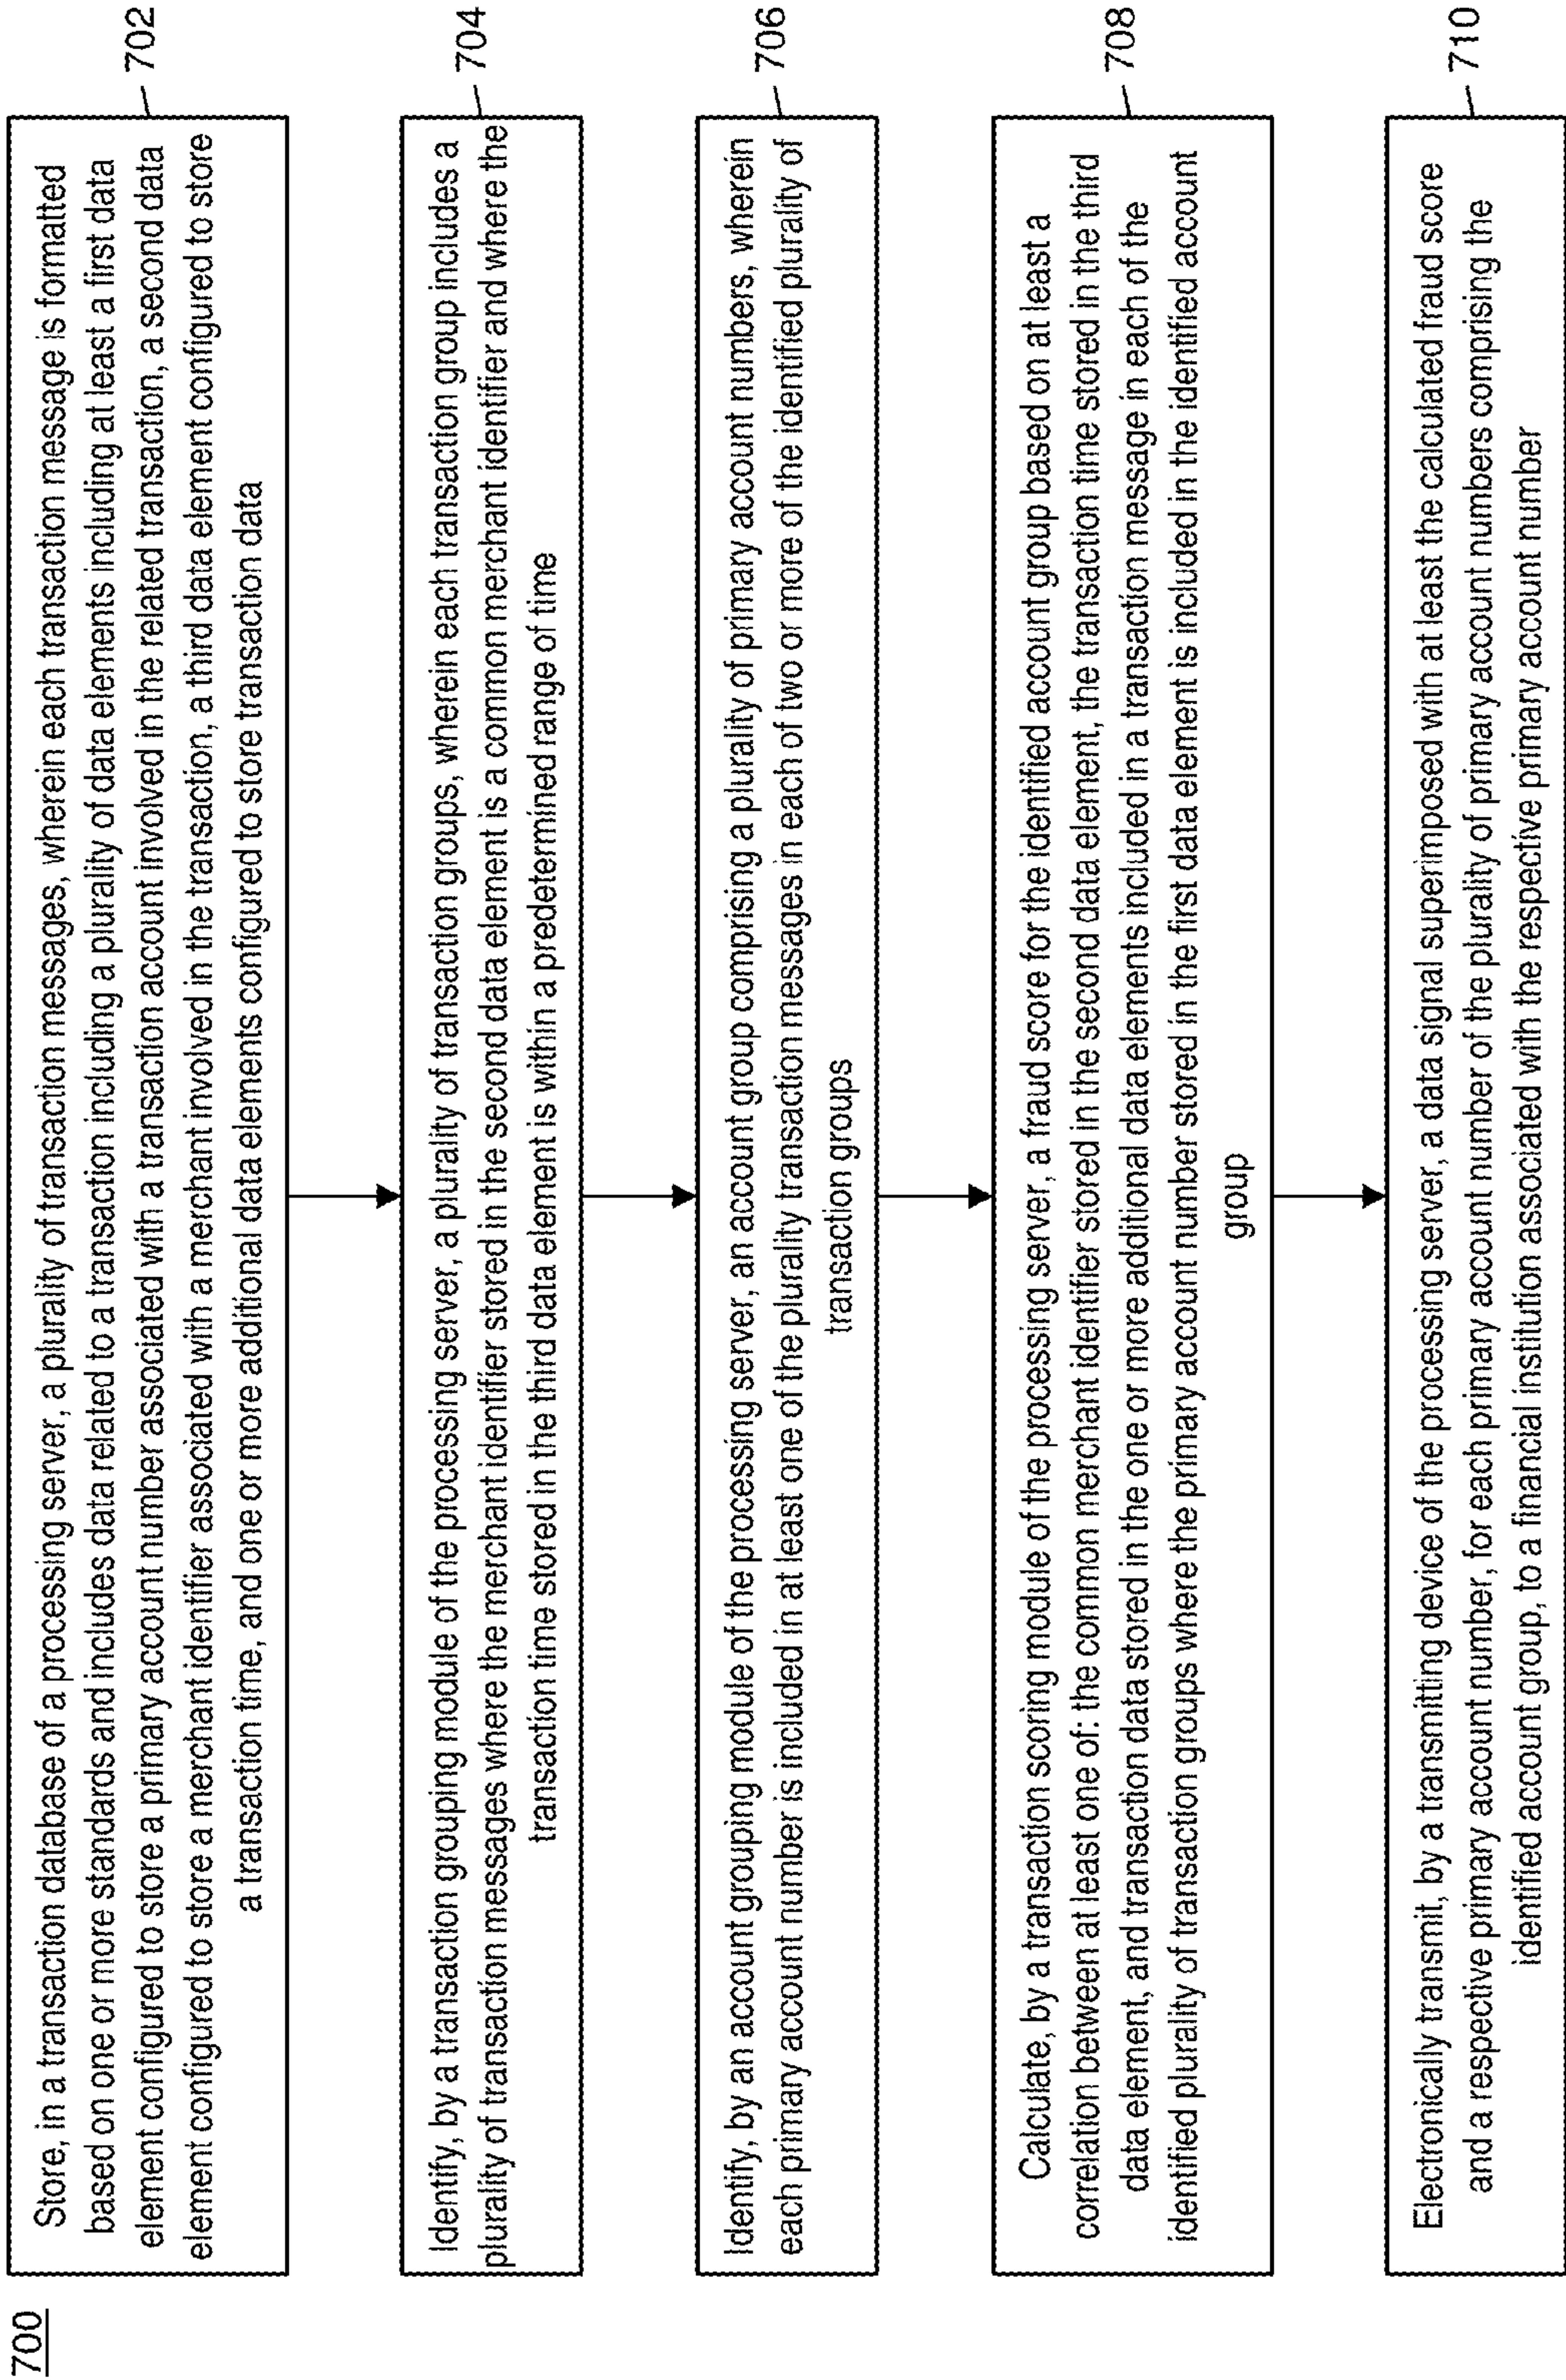 700
Store, in a transaction database of a processing server, a plurality of transaction messages, wherein each transaction message is formatted
based on one or more standards and includes data related to a transaction including a plurality of data elements including at least a first data
element configured to store a primary account number associated with a transaction account involved in the related transaction, a second data
element configured to store a merchant identifier associated with a merchant involved in the transaction, a third data element configured to store
a transaction time, and one or more additional data elements configured to store transaction data
702
Identify, by a transaction grouping module of the processing server, a plurality of transaction groups, wherein each transaction group includes a
plurality of transaction messages where the merchant identifier stored in the second data element is a common merchant identifier and where the
transaction time stored in the third data element is within a predetermined range of time
704
Identify, by an account grouping module of the processing server, an account group comprising a plurality of primary account numbers, wherein
each primary account number is included in at least one of the plurality transaction messages in each of two or more of the identified plurality of
transaction groups
706
Calculate, by a transaction scoring module of the processing server, a fraud score for the identified account group based on at least a
correlation between at least one of: the common merchant identifier stored in the second data element, the transaction time stored in the third
data element, and transaction data stored in the one or more additional data elements included in a transaction message in each of the
identified plurality of transaction groups where the primary account number stored in the first data element is included in the identified account
group
708
Electronically transmit, by a transmitting device of the processing server, a data signal superimposed with at least the calculated fraud score
and a respective primary account number, for each primary account number of the plurality of primary account numbers comprising the
identified account group, to a financial institution associated with the respective primary account number
710